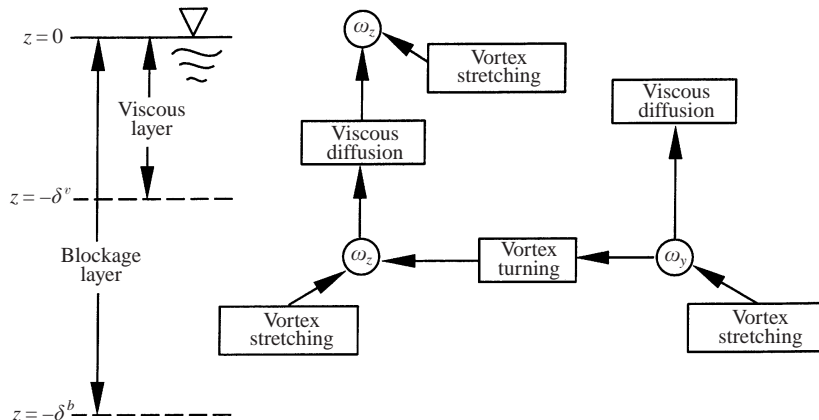 z=0
ω_z
Vortex
stretching
Viscous
layer
Viscous
diffusion
Viscous
diffusion
z=−δ^v
Blockage
layer
ω_z
Vortex
turning
ω_y
Vortex
stretching
Vortex
stretching
z=−δ^b